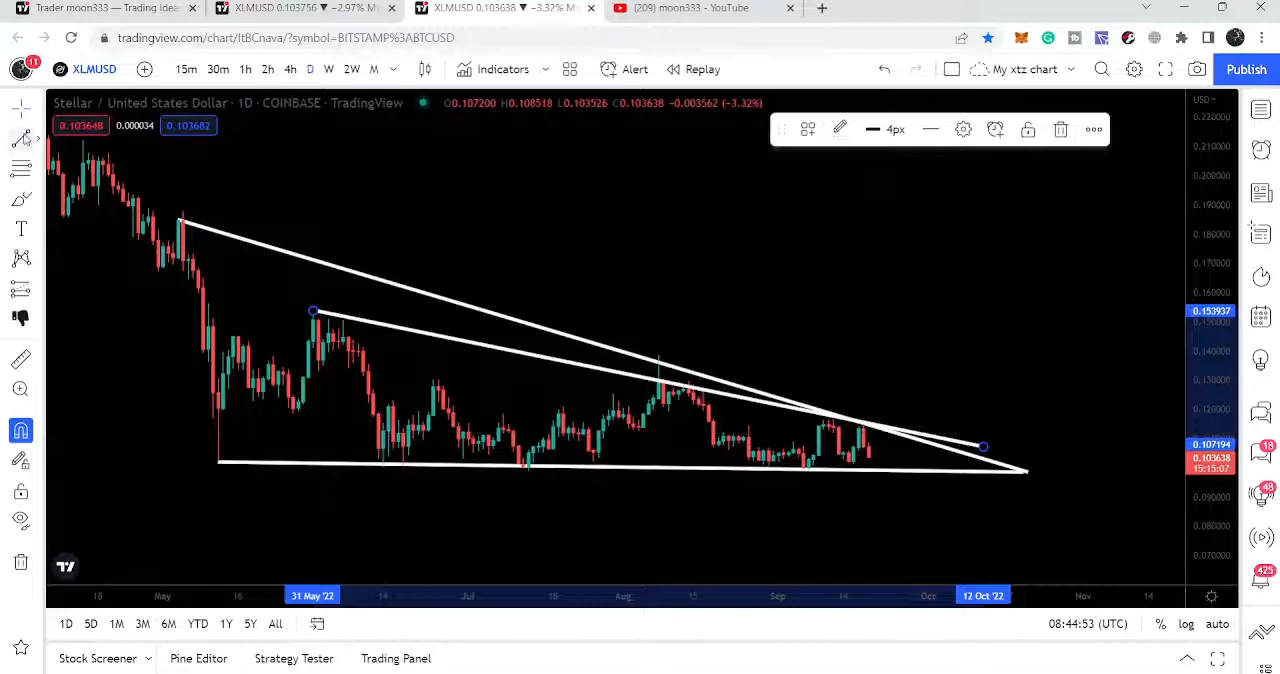 Trader moon333 — Trading Ideas
XLMUSD 0.103756 ▼ −2.97% M
XLMUSD 0.103638 ▼ −3.32% M
(209) moon333 - YouTube
tradingview.com/chart/ItBCnava/?symbol=BITSTAMP%3ABTCUSD
11
XLMUSD
15m 30m 1h 2h 4h D W 2W M
Indicators
Alert
Replay
My xtz chart
Publish
Stellar / United States Dollar · 1D · COINBASE · TradingView
O0.107200 H0.108518 L0.103526 C0.103638 −0.003562 (−3.32%)
0.103648 0.000034 0.103682
4px
USD
0.220000
0.210000
0.200000
0.190000
0.180000
0.170000
0.160000
0.153937
0.150000
0.140000
0.130000
0.120000
0.107194
0.103638
15:15:07
0.090000
0.080000
0.070000
18
48
425
18 May 16 31 May '22 14 Jul 18 Aug 15 Sep 14 Oct 12 Oct '22 Nov 14
1D 5D 1M 3M 6M YTD 1Y 5Y All
08:44:53 (UTC) % log auto
Stock Screener Pine Editor Strategy Tester Trading Panel